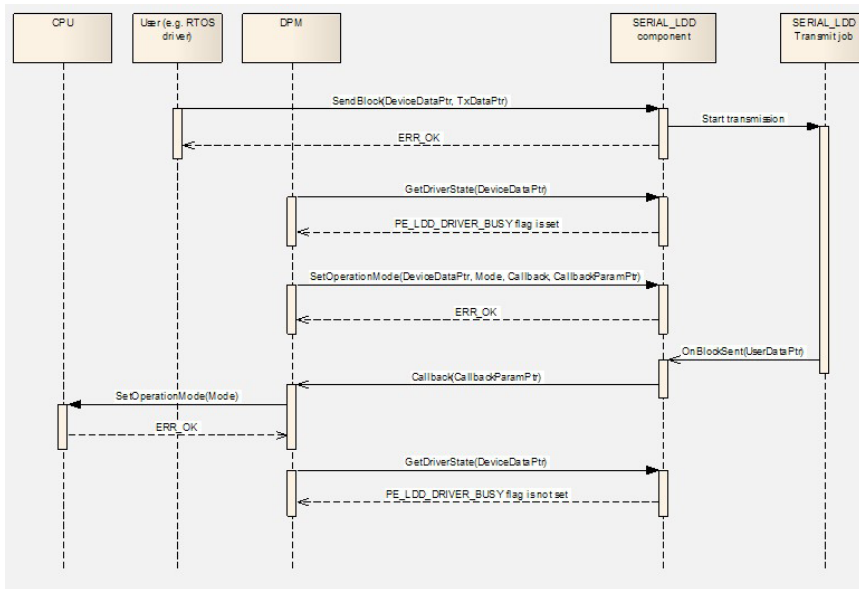 CPU
User (e.g. RTOS
driver)
DPM
SERIAL_LDD
component
SERIAL_LDD
Transmit job
SendBlock(DeviceDataPtr, TxDataPtr)
Start transmission
ERR_OK
GetDriverState(DeviceDataPtr)
PE_LDD_DRIVER_BUSY flag is set
SetOperationMode(DeviceDataPtr, Mode, Callback, CallbackParamPtr)
ERR_OK
OnBlockSent(UserDataPtr)
Callback(CallbackParamPtr)
SetOperationMode(Mode)
ERR_OK
GetDriverState(DeviceDataPtr)
PE_LDD_DRIVER_BUSY flag is not set